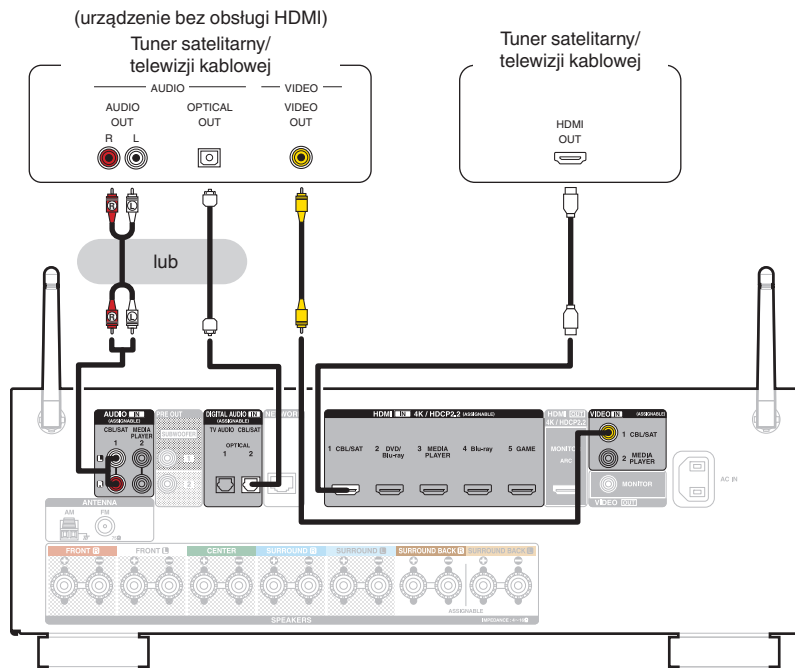 (urządzenie bez obsługi HDMI)
Tuner satelitarny/
telewizji kablowej
AUDIO
VIDEO
AUDIO
OUT
OPTICAL
OUT
VIDEO
OUT
R
L
Tuner satelitarny/
telewizji kablowej
HDMI
OUT
R
L
lub
R
L
AUDIO IN
(ASSIGNABLE)
CBL/SAT
1
MEDIA
PLAYER
2
L
R
PRE OUT
SUBWOOFER
1
2
DIGITAL AUDIO IN
(ASSIGNABLE)
TV AUDIO CBL/SAT
OPTICAL
1 2
NETWORK
HDMI IN 4K / HDCP2.2 (ASSIGNABLE)
1 CBL/SAT
2 DVD/
Blu-ray
3 MEDIA
PLAYER
4 Blu-ray
5 GAME
HDMI OUT
4K / HDCP2.2
MONITOR
ARC
VIDEO IN (ASSIGNABLE)
1 CBL/SAT
2 MEDIA
PLAYER
MONITOR
VIDEO OUT
AC IN
ANTENNA
AM
FM
FRONT R
FRONT L
CENTER
SURROUND R
SURROUND L
SURROUND BACK R
SURROUND BACK L
ASSIGNABLE
SPEAKERS